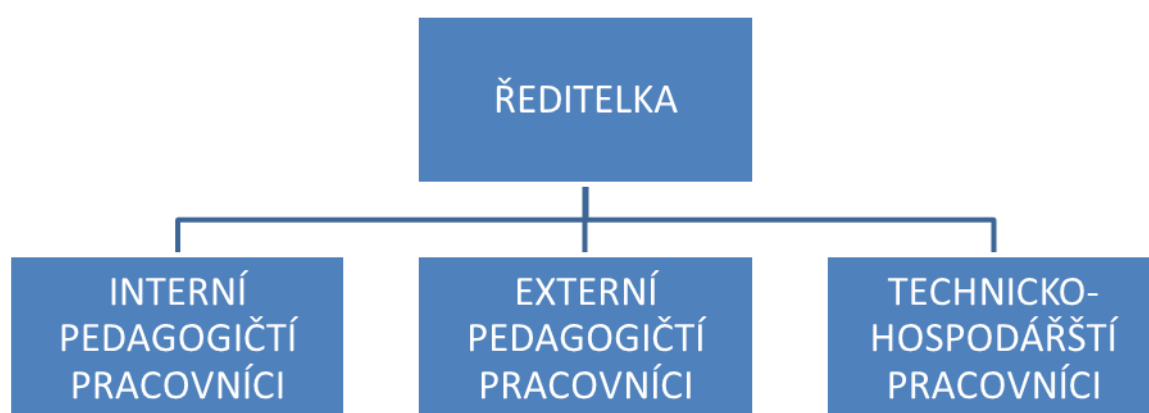 ŘEDITELKA
INTERNÍ
PEDAGOGIČTÍ
PRACOVNÍCI
EXTERNÍ
PEDAGOGIČTÍ
PRACOVNÍCI
TECHNICKO-
HOSPODÁŘŠTÍ
PRACOVNÍCI